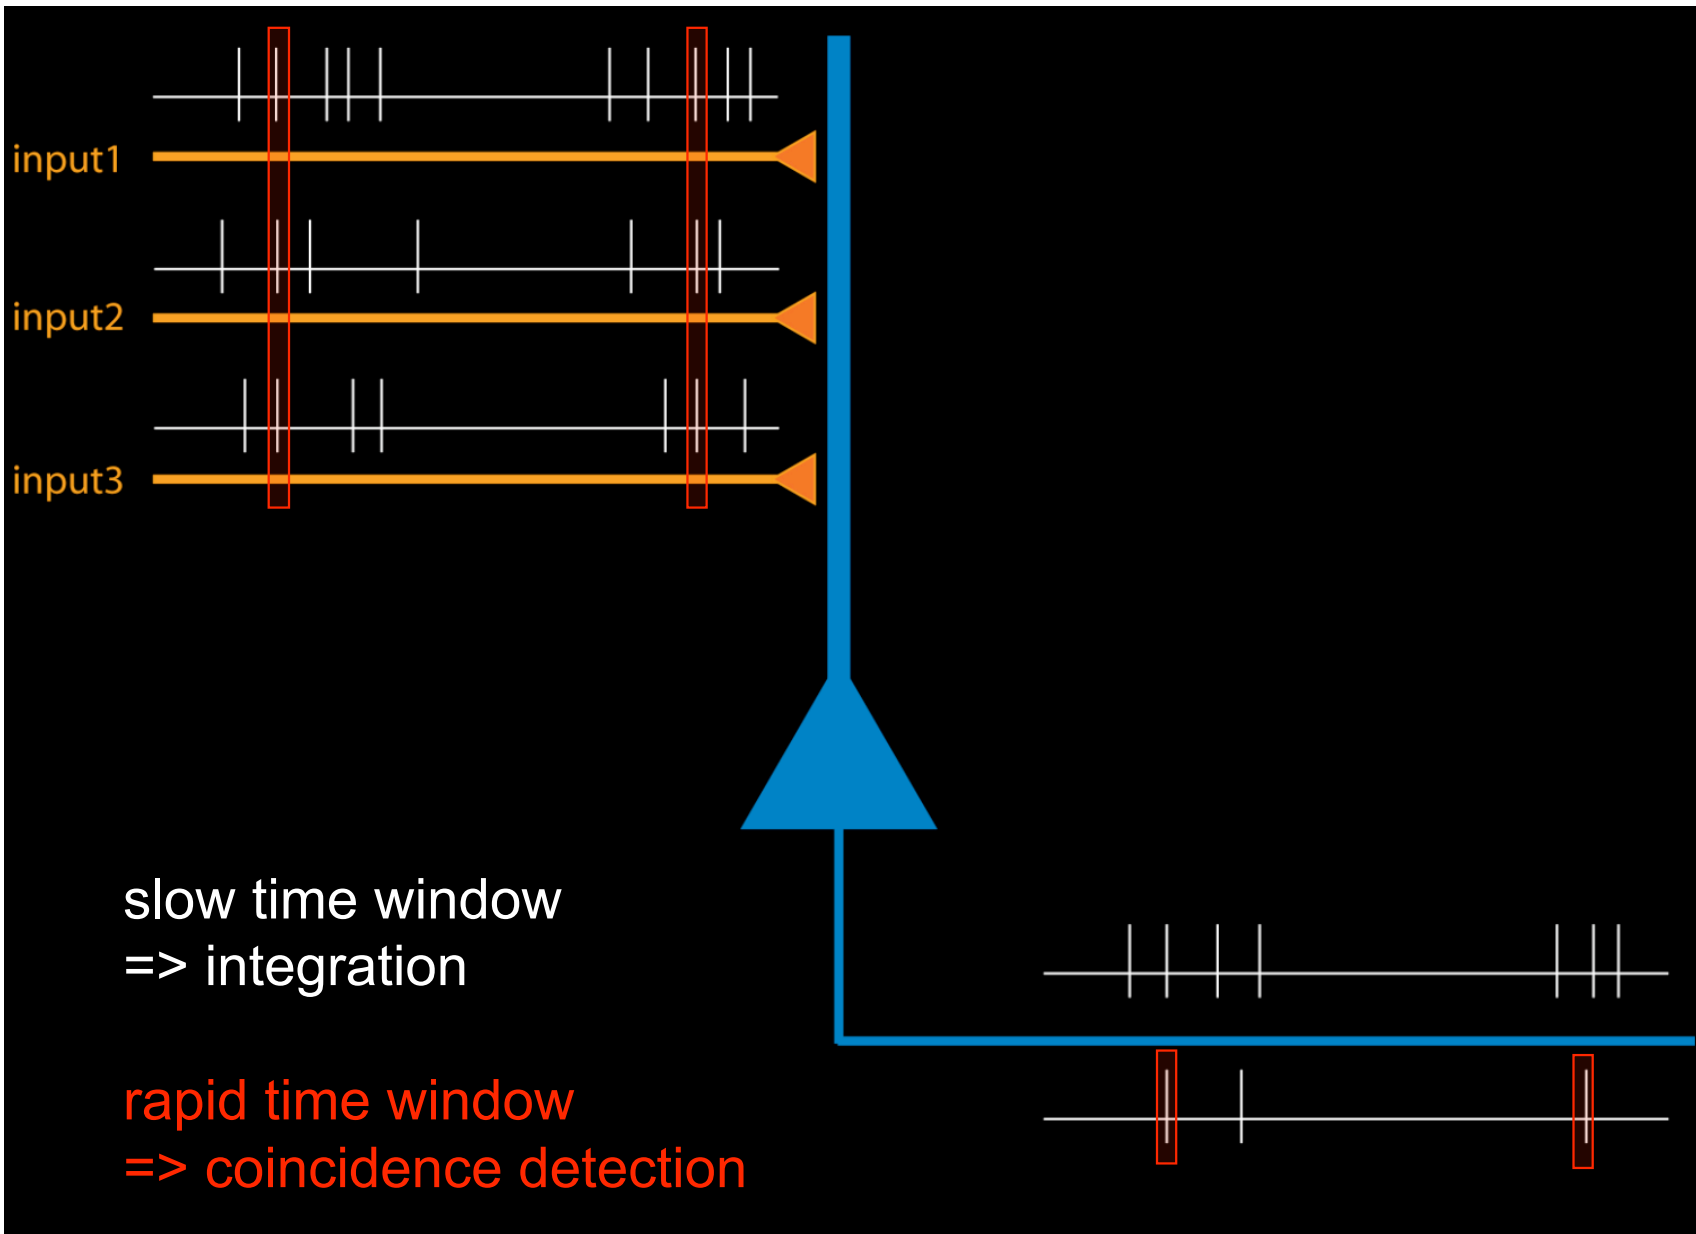 input1
input2
input3
slow time window
=> integration
rapid time window
=> coincidence detection